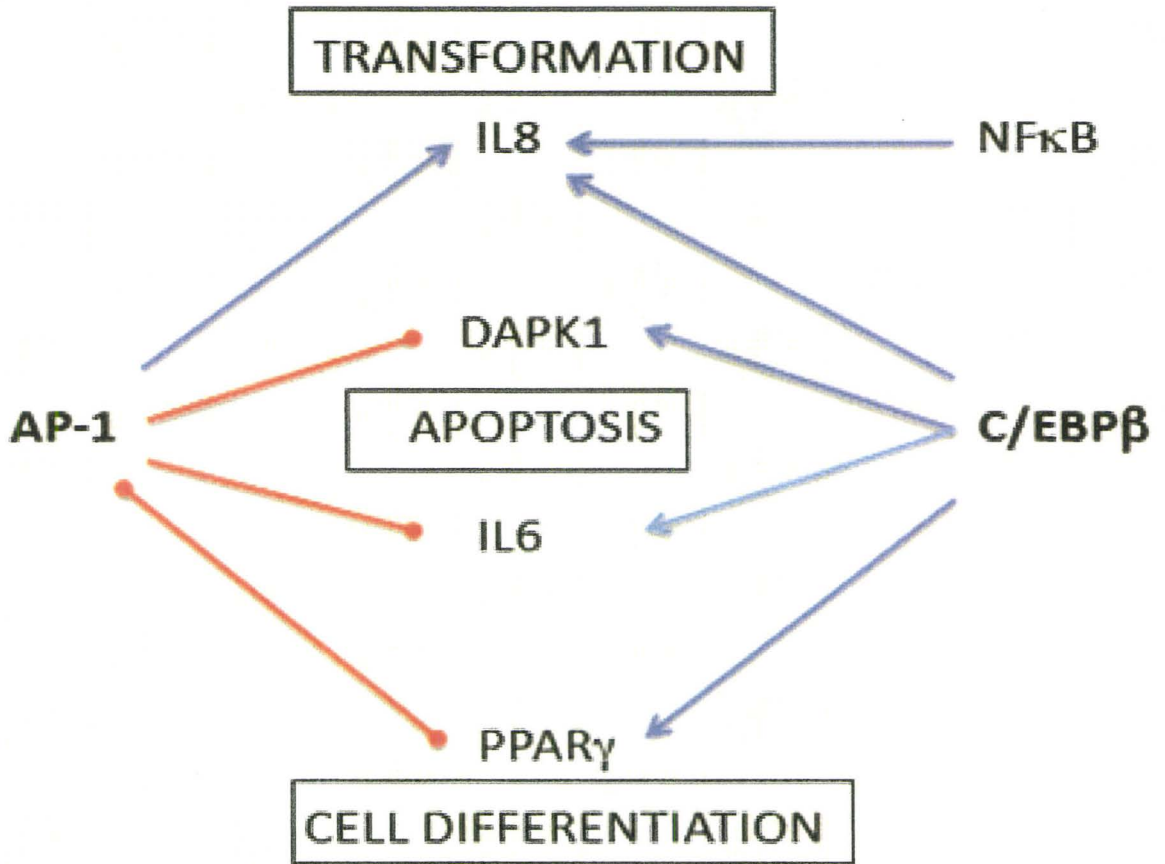 TRANSFORMATION
IL8
NFκB
DAPK1
AP-1
APOPTOSIS
C/EBPβ
IL6
PPARγ
CELL DIFFERENTIATION